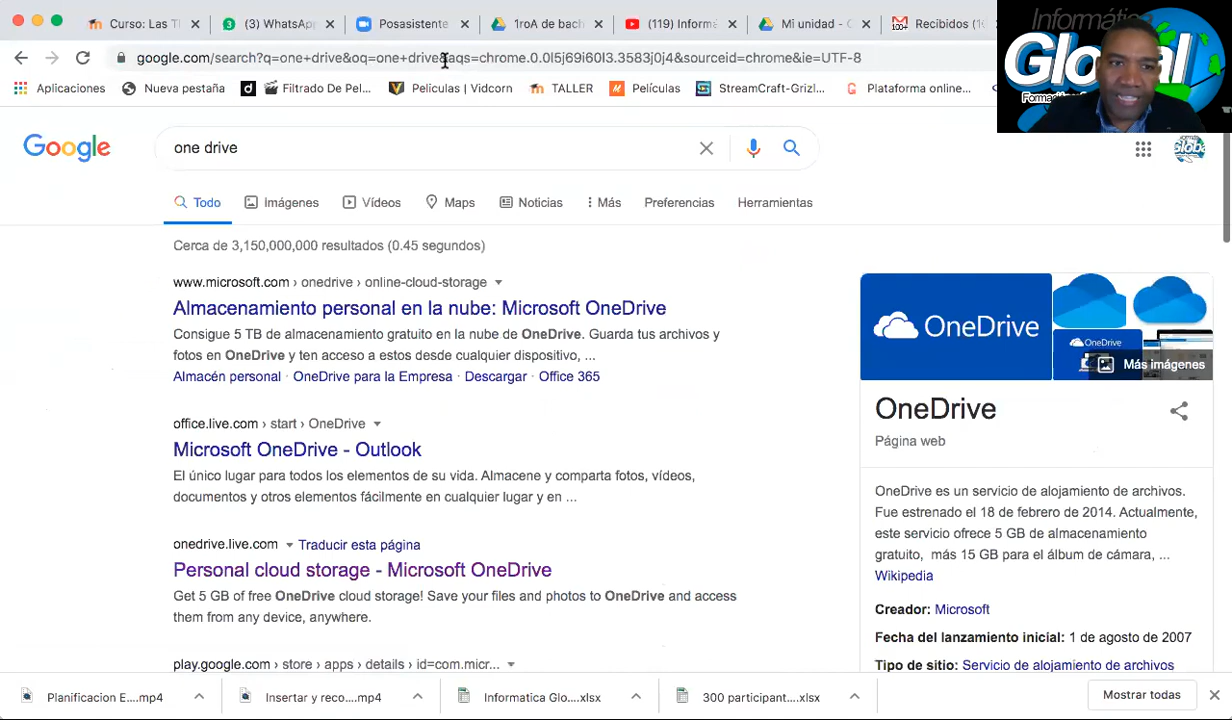 Curso: Las Ti
(3) WhatsApp
Posasistente
1roA de bach
(119) Informá
Mi unidad - G
Recibidos (1
google.com/search?q=one+drive&oq=one+drive&aqs=chrome.0.0l5j69i60l3.3583j0j4&sourceid=chrome&ie=UTF-8
Aplicaciones
Nueva pestaña
Filtrado De Pel...
Peliculas | Vidcorn
TALLER
Películas
StreamCraft-Grizl...
Plataforma online...
Informática
Global
Google
one drive
Todo
Imágenes
Vídeos
Maps
Noticias
Más
Preferencias
Herramientas
Cerca de 3,150,000,000 resultados (0.45 segundos)
www.microsoft.com › onedrive › online-cloud-storage
Almacenamiento personal en la nube: Microsoft OneDrive
Consigue 5 TB de almacenamiento gratuito en la nube de OneDrive. Guarda tus archivos y
fotos en OneDrive y ten acceso a estos desde cualquier dispositivo, ...
Almacén personal · OneDrive para la Empresa · Descargar · Office 365
office.live.com › start › OneDrive
Microsoft OneDrive - Outlook
El único lugar para todos los elementos de su vida. Almacene y comparta fotos, vídeos,
documentos y otros elementos fácilmente en cualquier lugar y en ...
onedrive.live.com
Traducir esta página
Personal cloud storage - Microsoft OneDrive
Get 5 GB of free OneDrive cloud storage! Save your files and photos to OneDrive and access
them from any device, anywhere.
play.google.com › store › apps › details › id=com.micr...
OneDrive
OneDrive
Más imágenes
OneDrive
Página web
OneDrive es un servicio de alojamiento de archivos.
Fue estrenado el 18 de febrero de 2014. Actualmente,
este servicio ofrece 5 GB de almacenamiento
gratuito, más 15 GB para el álbum de cámara, ...
Wikipedia
Creador: Microsoft
Fecha del lanzamiento inicial: 1 de agosto de 2007
Tipo de sitio: Servicio de alojamiento de archivos
Planificacion E....mp4
Insertar y reco....mp4
Informatica Glo....xlsx
300 participant....xlsx
Mostrar todas